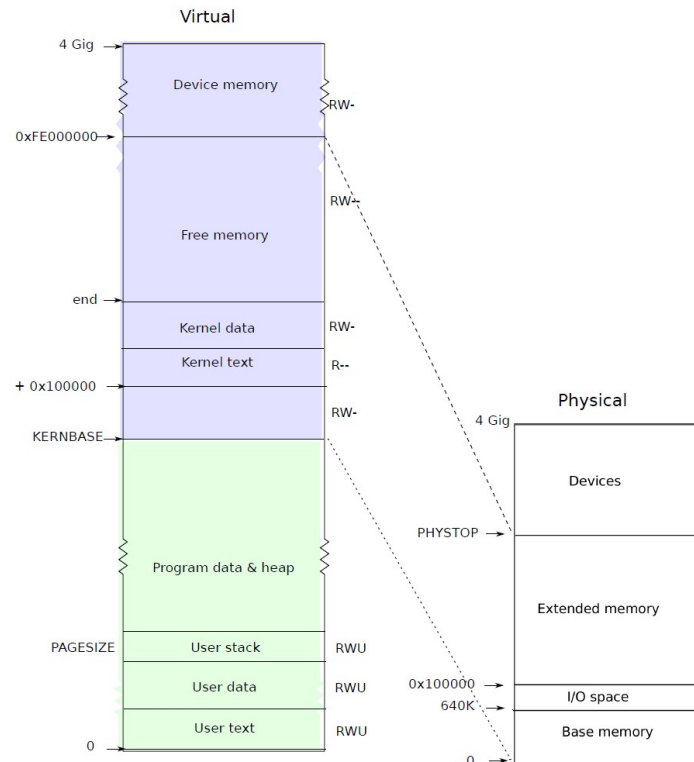 Virtual
4 Gig
Device memory
RW-
0xFE000000
RW--
Free memory
end
Kernel data
RW-
Kernel text
R--
+ 0x100000
RW-
KERNBASE
Program data & heap
PAGESIZE
User stack
RWU
User data
RWU
User text
RWU
0
Physical
4 Gig
Devices
PHYSTOP
Extended memory
0x100000
I/O space
640K
Base memory
0